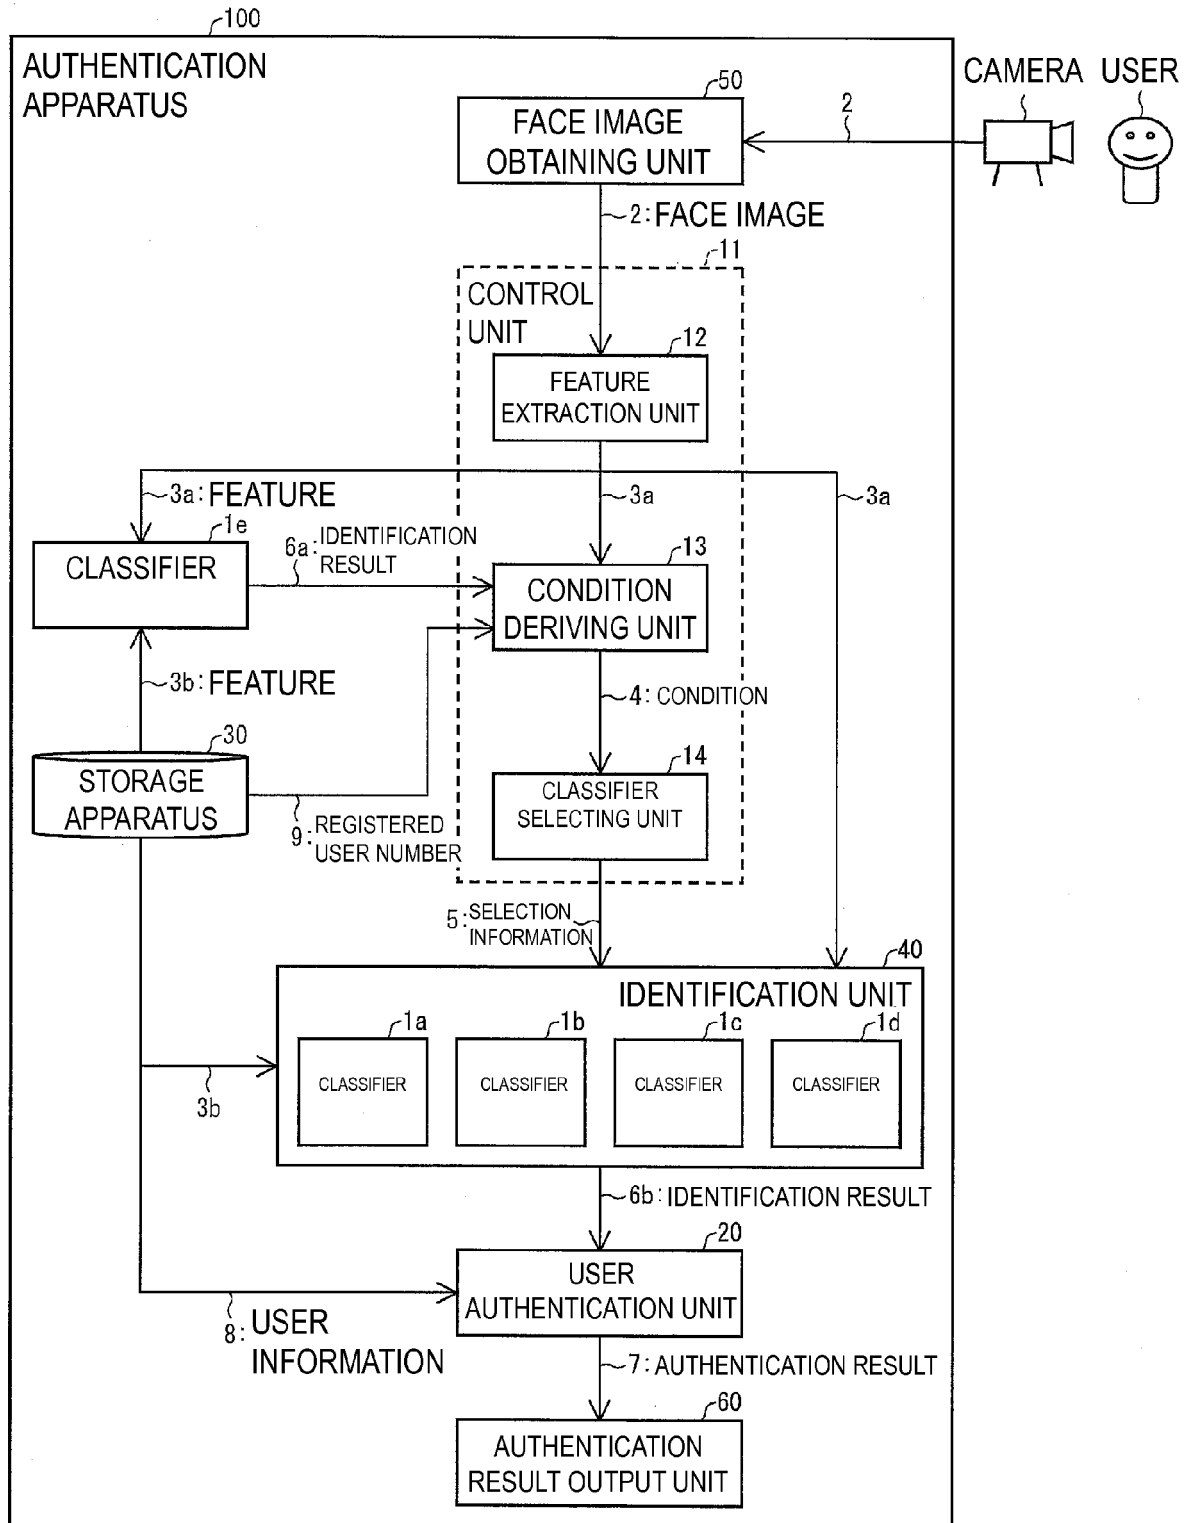 100
AUTHENTICATION
APPARATUS
CAMERA USER
50
FACE IMAGE
OBTAINING UNIT
2
2: FACE IMAGE
11
CONTROL
UNIT
12
FEATURE
EXTRACTION UNIT
3a: FEATURE
3a
3a
1e
CLASSIFIER
6a: IDENTIFICATION
RESULT
13
CONDITION
DERIVING UNIT
3b: FEATURE
4: CONDITION
30
STORAGE
APPARATUS
14
CLASSIFIER
SELECTING UNIT
9: REGISTERED
USER NUMBER
5: SELECTION
INFORMATION
40
IDENTIFICATION UNIT
1a
1b
1c
1d
CLASSIFIER
CLASSIFIER
CLASSIFIER
CLASSIFIER
3b
6b: IDENTIFICATION RESULT
20
USER
AUTHENTICATION UNIT
8: USER
INFORMATION
7: AUTHENTICATION RESULT
60
AUTHENTICATION
RESULT OUTPUT UNIT